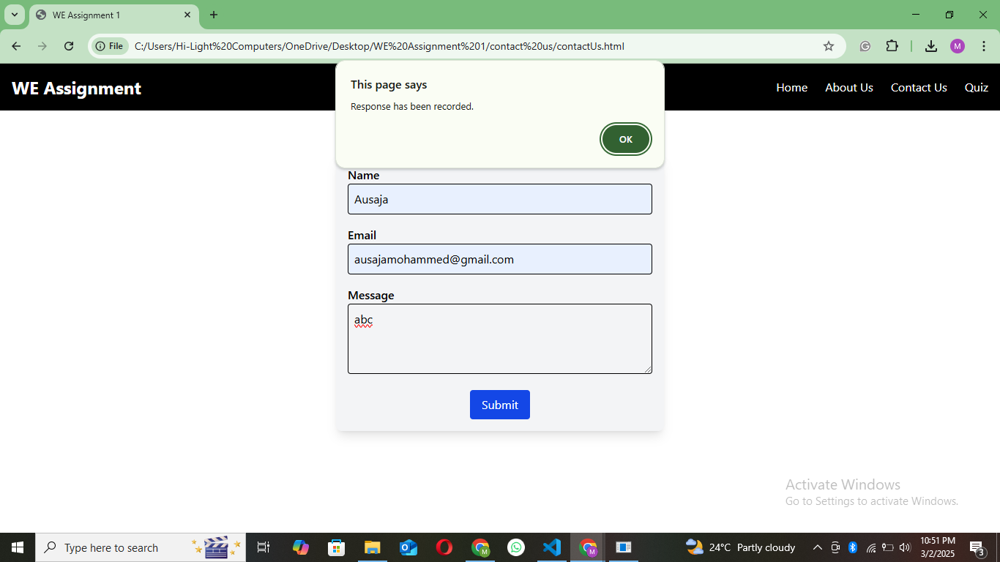 WE Assignment 1
File
C:/Users/Hi-Light%20Computers/OneDrive/Desktop/WE%20Assignment%201/contact%20us/contactUs.html
M
WE Assignment
Home
About Us
Contact Us
Quiz
This page says
Response has been recorded.
OK
Name
Ausaja
Email
ausajamohammed@gmail.com
Message
abc
Submit
Activate Windows
Go to Settings to activate Windows.
Type here to search
M
M
24°C Partly cloudy
10:51 PM
3/2/2025
3